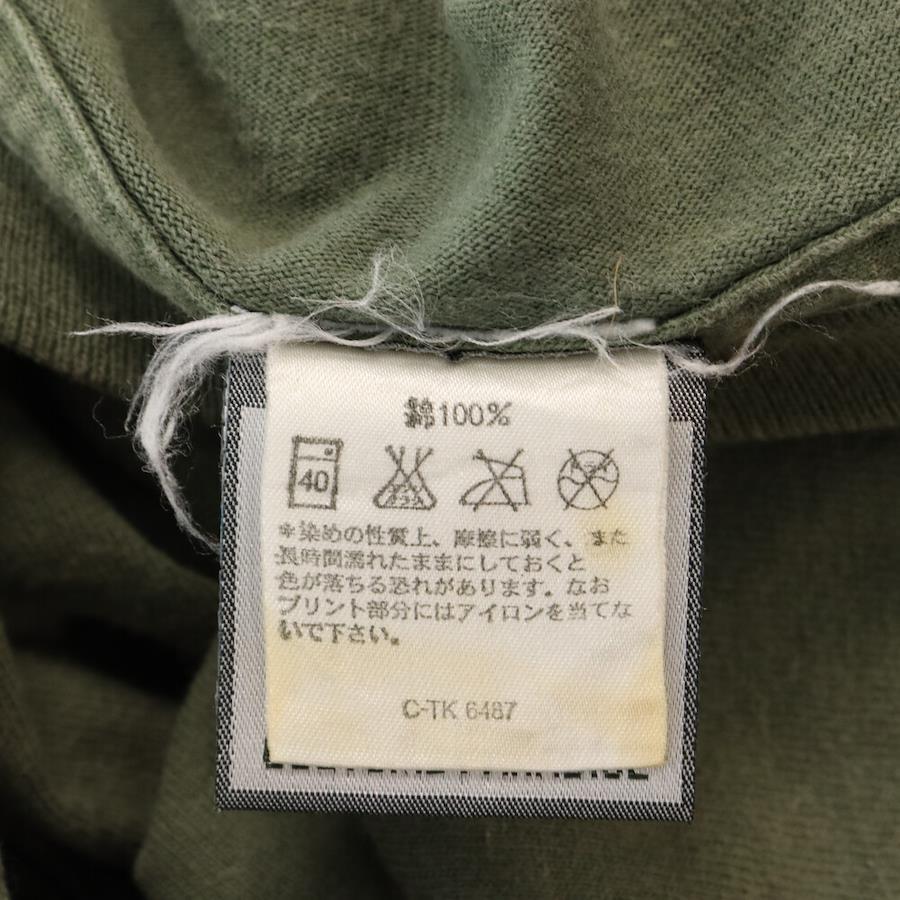 綿100%
40
*染めの性質上、摩擦に弱く、また
長時間濡れたままにしておくと
色が落ちる恐れがあります。なお
プリント部分にはアイロンを当てな
いで下さい。
C-TK 6487